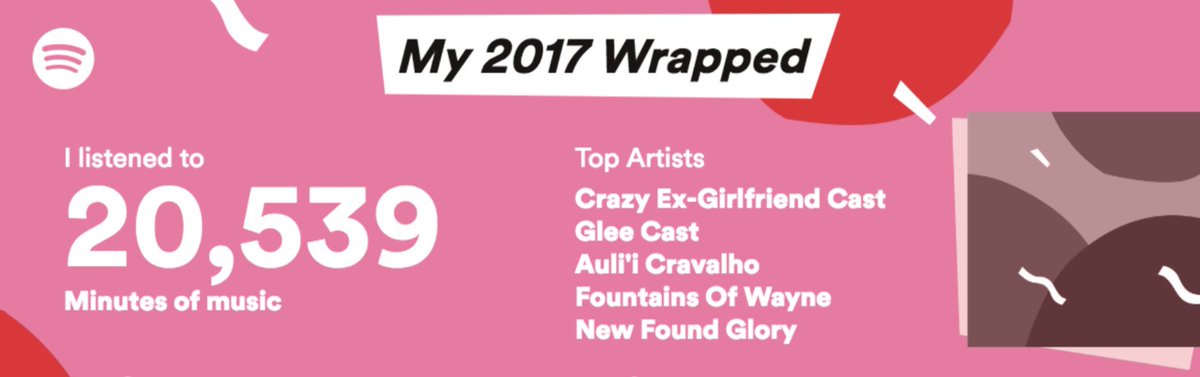 My 2017 Wrapped
I listened to
20,539
Minutes of music
Top Artists
Crazy Ex-Girlfriend Cast
Glee Cast
Auli'i Cravalho
Fountains Of Wayne
New Found Glory